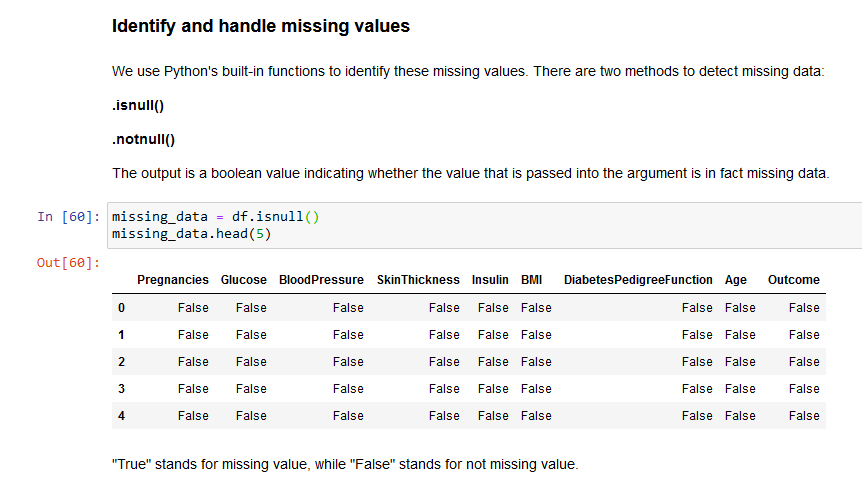 Identify and handle missing values
We use Python's built-in functions to identify these missing values. There are two methods to detect missing data:
.isnull()
.notnull()
The output is a boolean value indicating whether the value that is passed into the argument is in fact missing data.
In [60]: missing_data = df.isnull()
missing_data.head(5)
Out[60]:
Pregnancies Glucose BloodPressure SkinThickness Insulin BMI DiabetesPedigreeFunction Age Outcome
0 False False False False False False False False False
1 False False False False False False False False False
2 False False False False False False False False False
3 False False False False False False False False False
4 False False False False False False False False False
"True" stands for missing value, while "False" stands for not missing value.